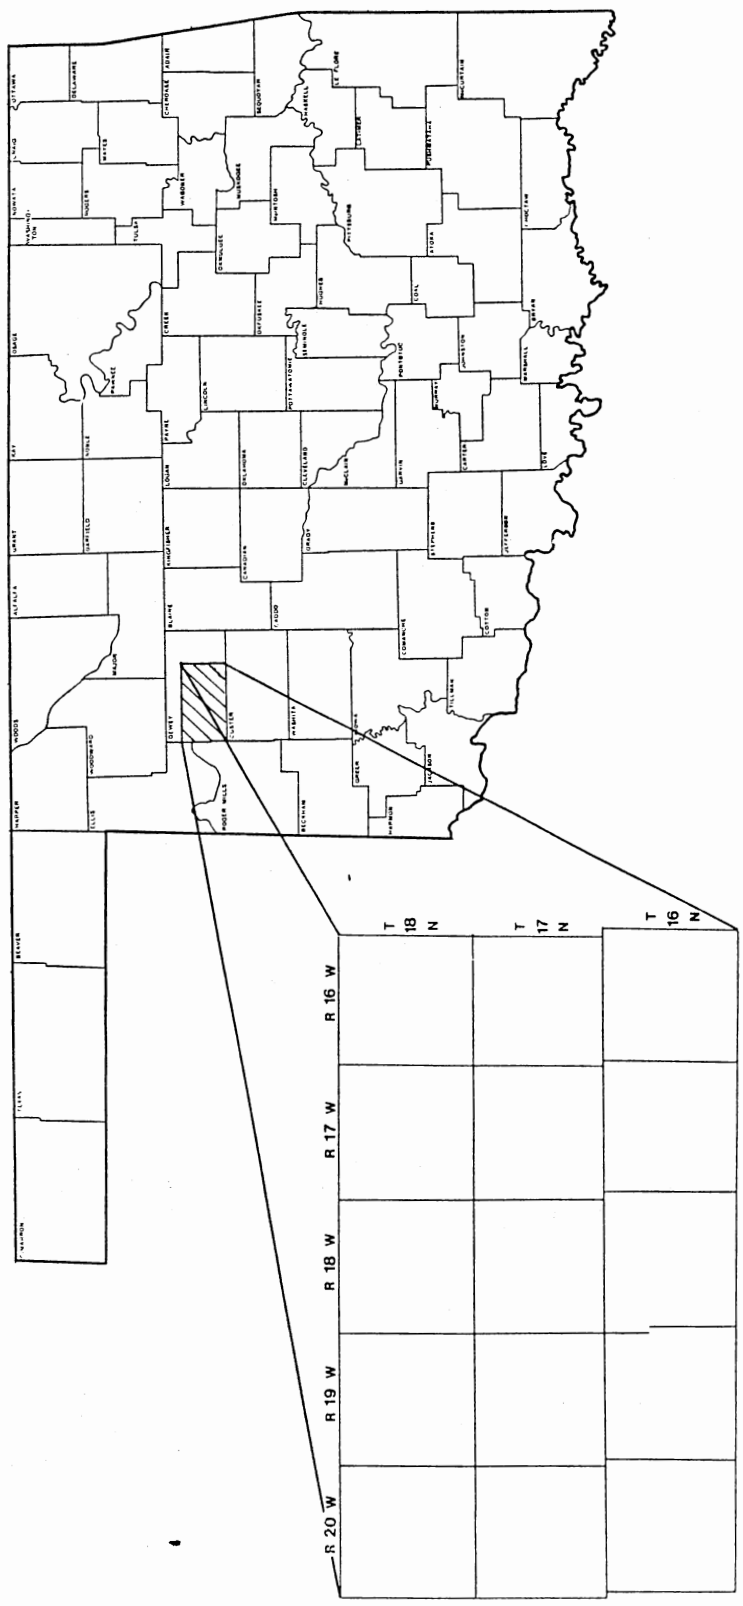 CIMARRON
TEXAS
BEAVER
HARPER
WOODS
ALFALFA
GRANT
KAY
OSAGE
WASHING-
TON
NOWATA
CRAIG
OTTAWA
ELLIS
WOODWARD
MAJOR
GARFIELD
NOBLE
PAWNEE
TULSA
ROGERS
MAYES
DELAWARE
DEWEY
BLAINE
KINGFISHER
LOGAN
PAYNE
CREEK
WAGONER
CHEROKEE
ADAIR
ROGER MILLS
CUSTER
CANADIAN
OKLAHOMA
LINCOLN
OKFUSKEE
OKMULGEE
MUSKOGEE
SEQUOYAH
BECKHAM
WASHITA
CADDO
GRADY
CLEVELAND
McCLAIN
POTTAWATOMIE
SEMINOLE
HUGHES
McINTOSH
HASKELL
HARMON
GREER
KIOWA
COMANCHE
STEPHENS
GARVIN
PONTOTOC
COAL
PITTSBURG
LATIMER
LE FLORE
JACKSON
TILLMAN
COTTON
JEFFERSON
CARTER
MURRAY
JOHNSTON
ATOKA
PUSHMATAHA
McCURTAIN
LOVE
MARSHALL
BRYAN
CHOCTAW
R 20 W
R 19 W
R 18 W
R 17 W
R 16 W
T
18
N
T
17
N
T
16
N